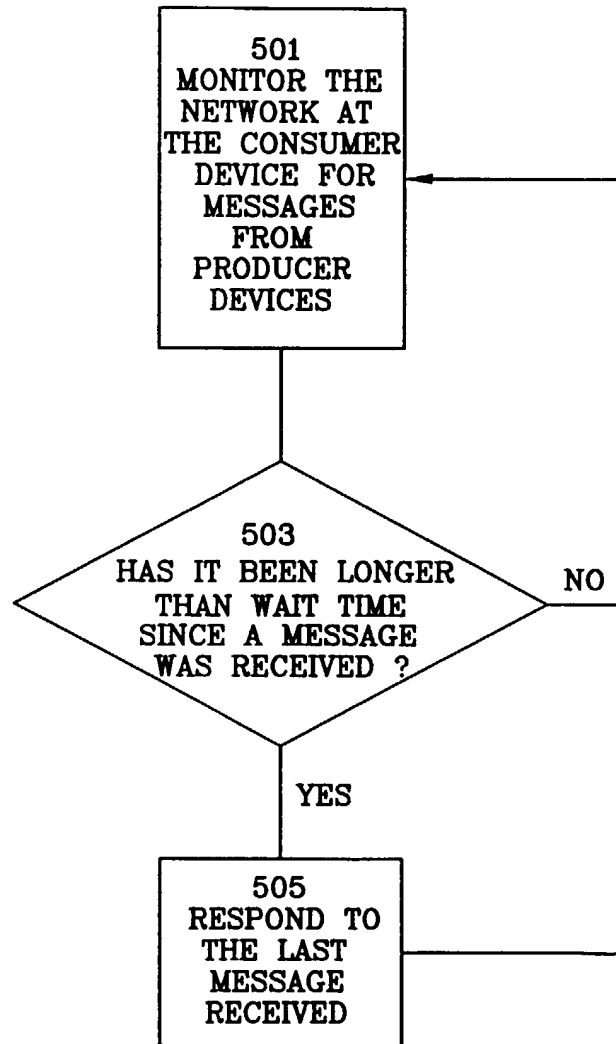 501
MONITOR THE
NETWORK AT
THE CONSUMER
DEVICE FOR
MESSAGES
FROM
PRODUCER
DEVICES
503
HAS IT BEEN LONGER
THAN WAIT TIME
SINCE A MESSAGE
WAS RECEIVED ?
NO
YES
505
RESPOND TO
THE LAST
MESSAGE
RECEIVED